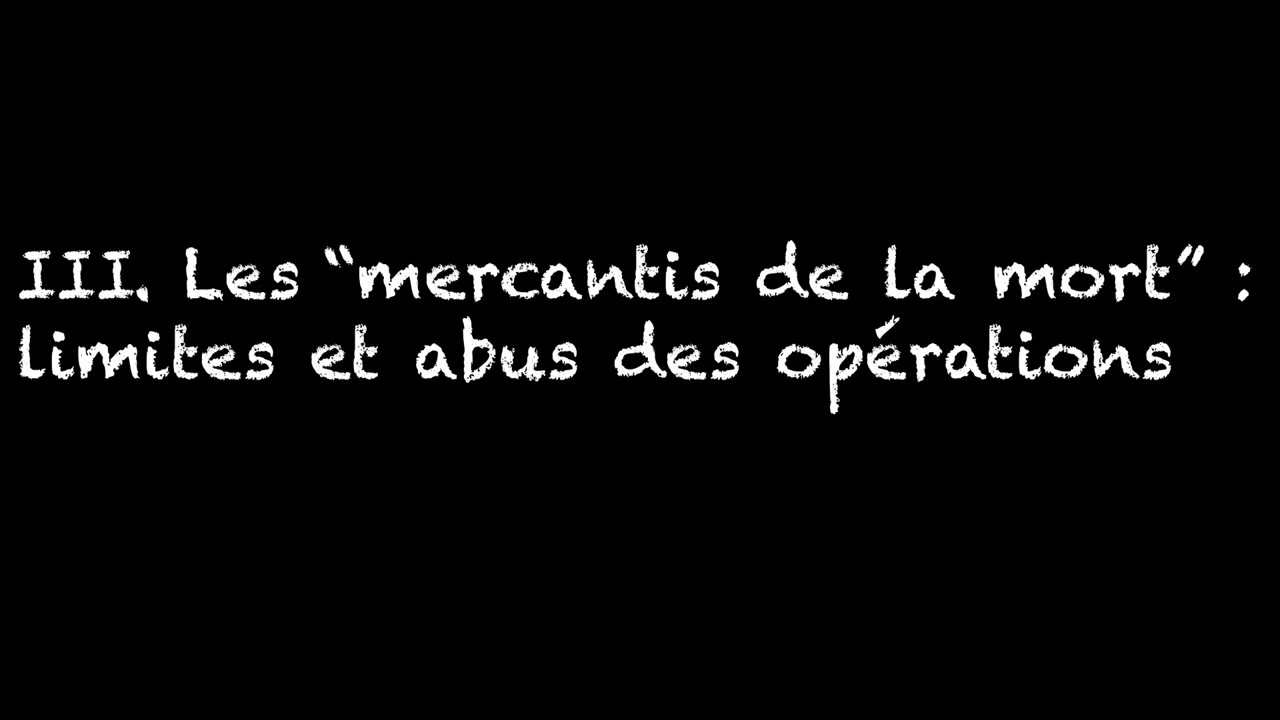 III. Les “mercantis de la mort” :
limites et abus des opérations